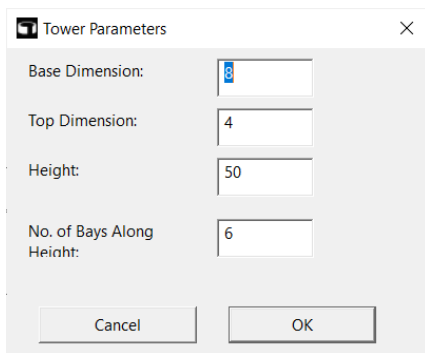 Tower Parameters
Base Dimension:
8
Top Dimension:
4
Height:
50
No. of Bays Along
Height:
6
Cancel
OK